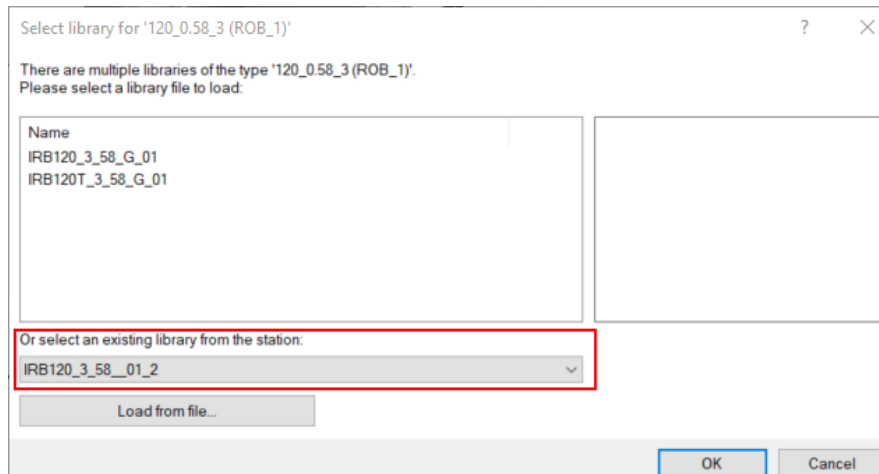 Select library for '120_0.58_3 (ROB_1)'
There are multiple libraries of the type '120_0.58_3 (ROB_1)'.
Please select a library file to load:
Name
IRB120_3_58_G_01
IRB120T_3_58_G_01
Or select an existing library from the station:
IRB120_3_58__01_2
Load from file...
OK
Cancel